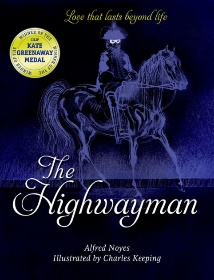 Love that lasts beyond life
WINNER OF THE
CILIP
KATE
GREENAWAY
MEDAL
The
Highwayman
Alfred Noyes
Illustrated by Charles Keeping